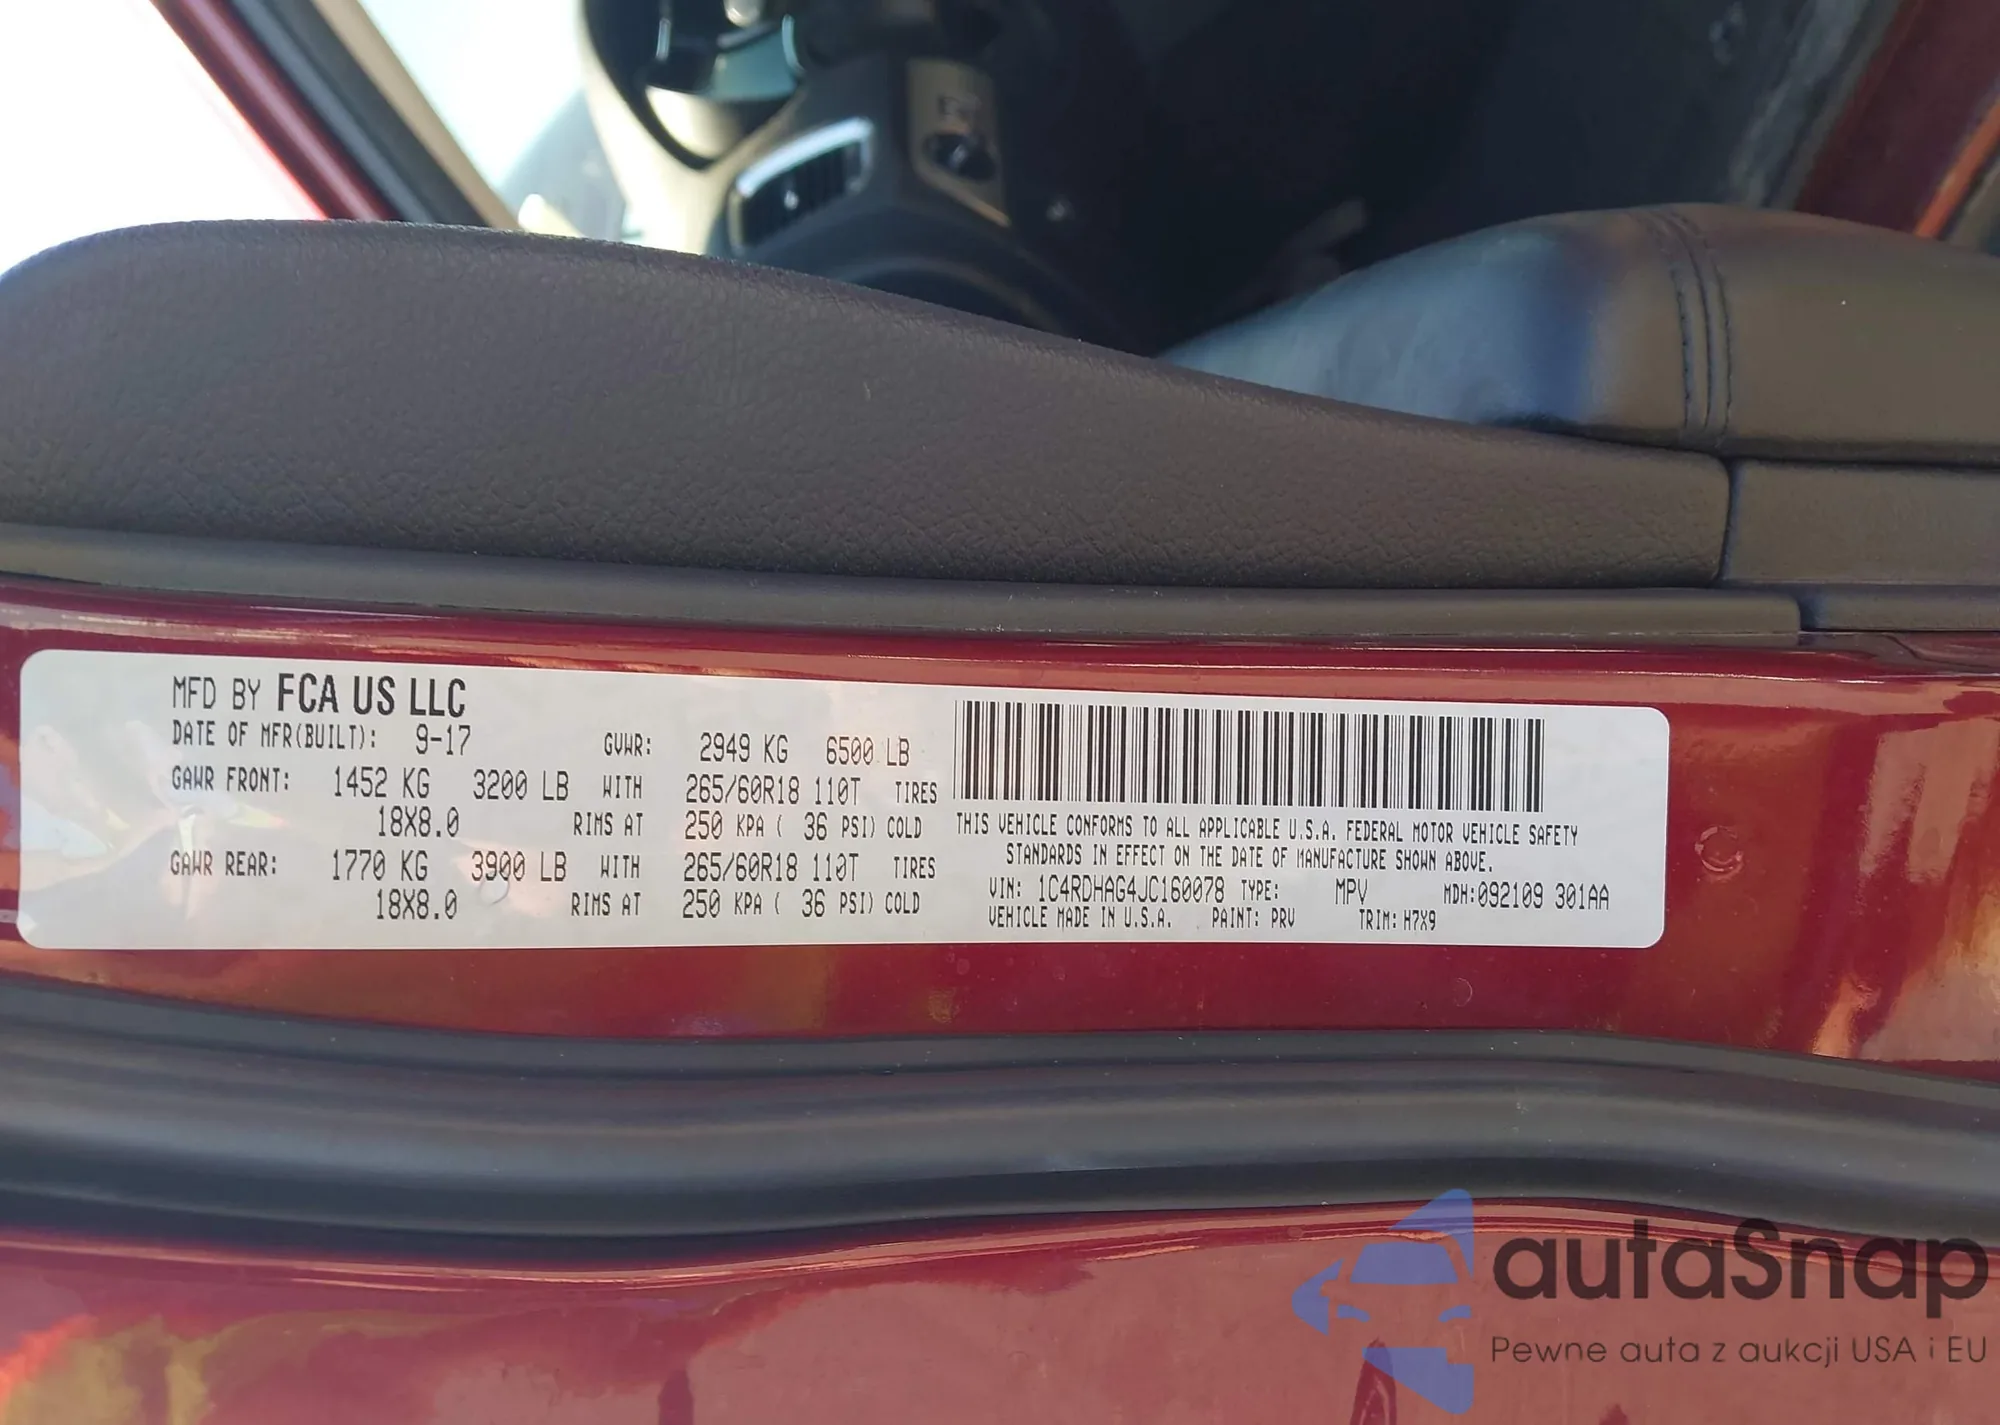 MFD BY FCA US LLC
DATE OF MFR(BUILT): 9-17 GVWR: 2949 KG 6500 LB
GAWR FRONT: 1452 KG 3200 LB WITH 265/60R18 110T TIRES
18X8.0 RIMS AT 250 KPA ( 36 PSI) COLD
GAWR REAR: 1770 KG 3900 LB WITH 265/60R18 110T TIRES
18X8.0 RIMS AT 250 KPA ( 36 PSI) COLD
THIS VEHICLE CONFORMS TO ALL APPLICABLE U.S.A. FEDERAL MOTOR VEHICLE SAFETY
STANDARDS IN EFFECT ON THE DATE OF MANUFACTURE SHOWN ABOVE.
VIN: 1C4RDHAG4JC160078 TYPE: MPV MDH:092109 301AA
VEHICLE MADE IN U.S.A. PAINT: PRV TRIM: H7X9
autaSnap
Pewne auta z aukcji USA i EU